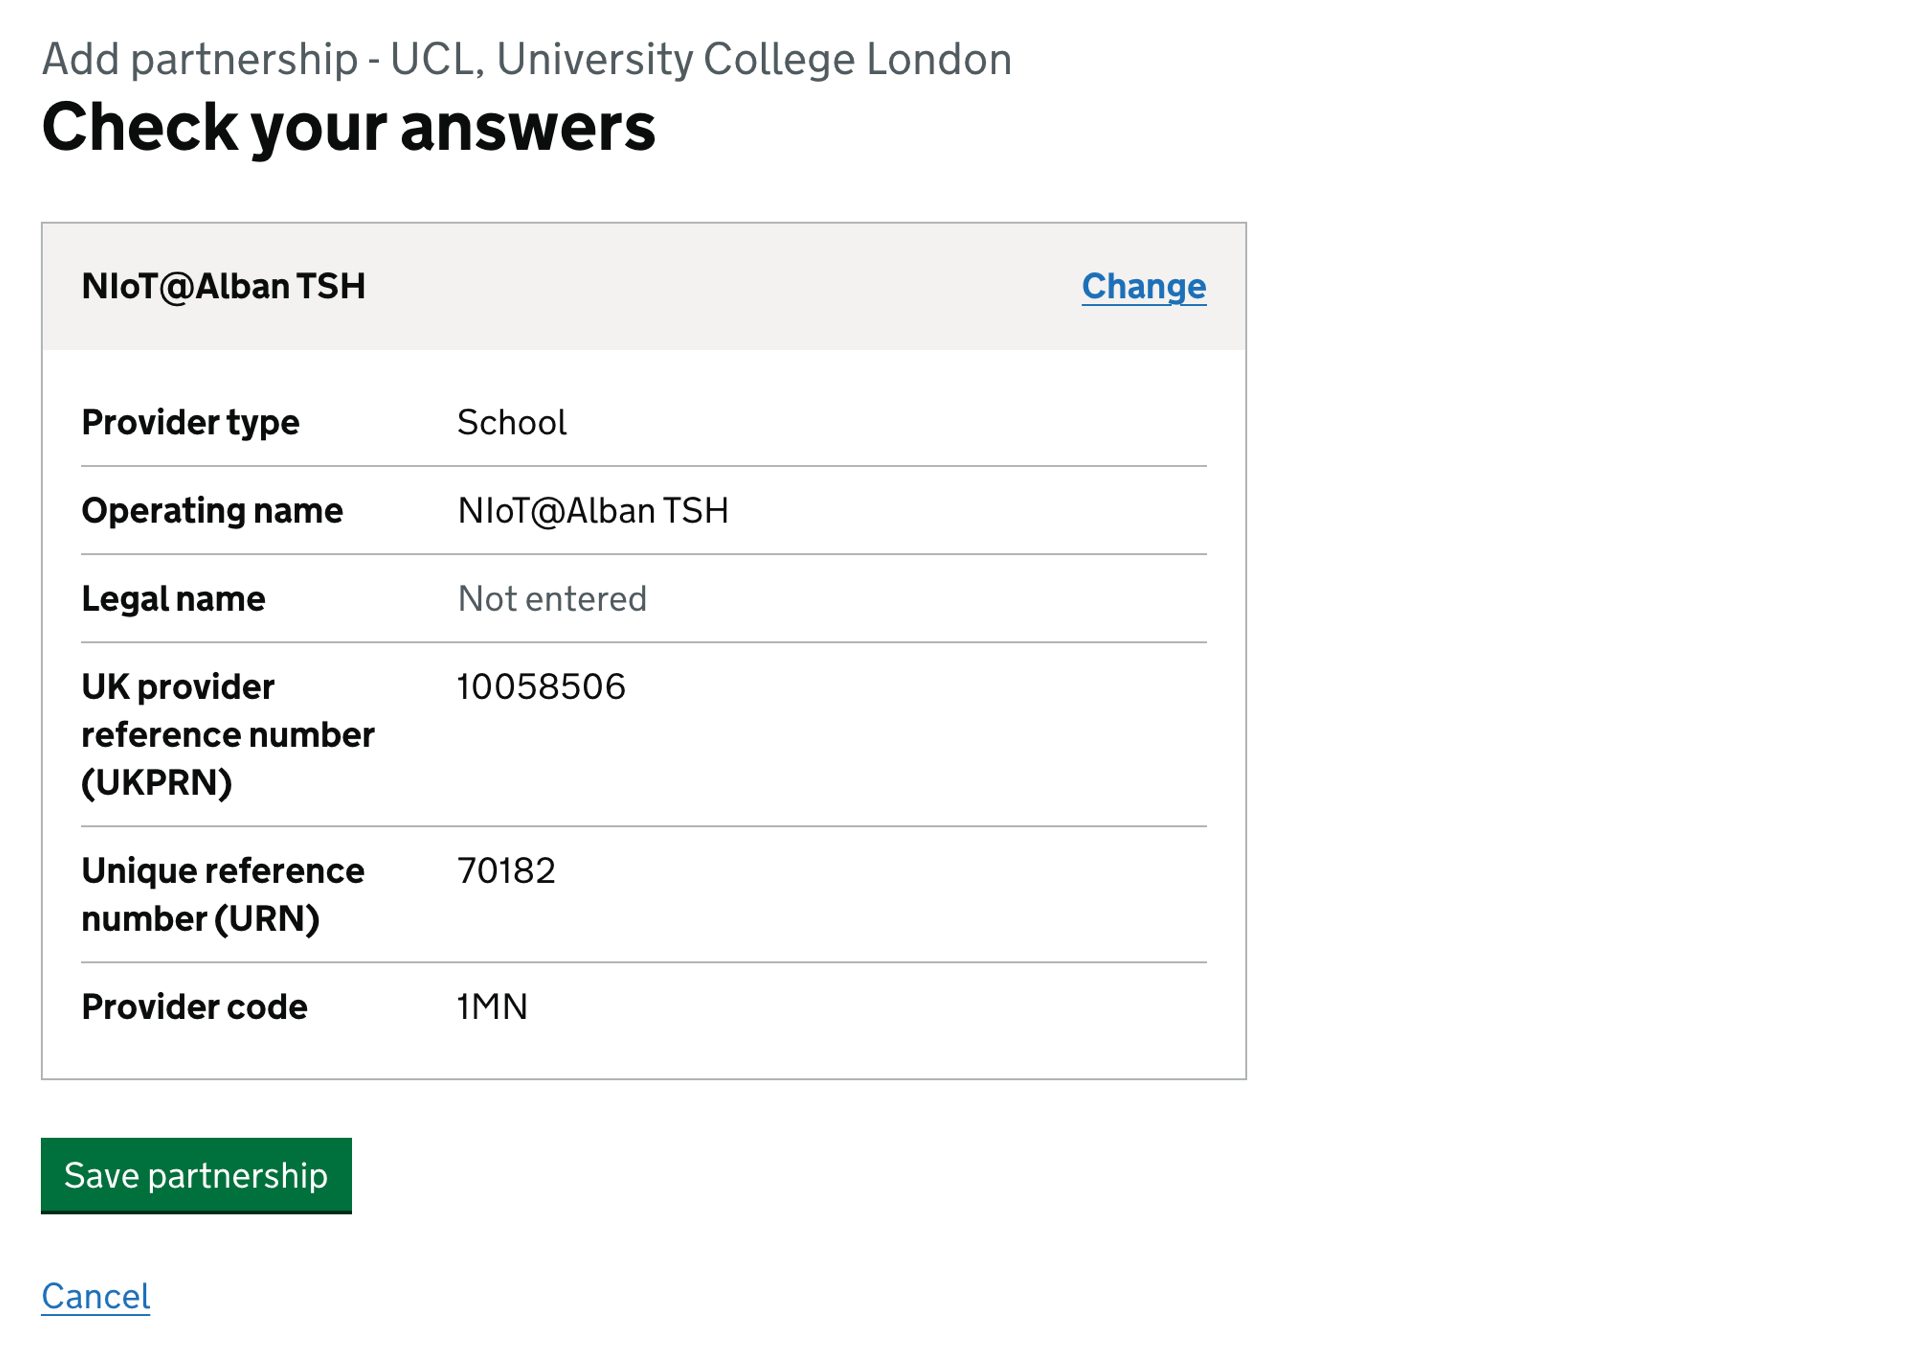 Add partnership - UCL, University College London
Check your answers
NIoT@Alban TSH
Change
Provider type
School
Operating name
NIoT@Alban TSH
Legal name
Not entered
UK provider
reference number
(UKPRN)
10058506
Unique reference
number (URN)
70182
Provider code
1MN
Save partnership
Cancel